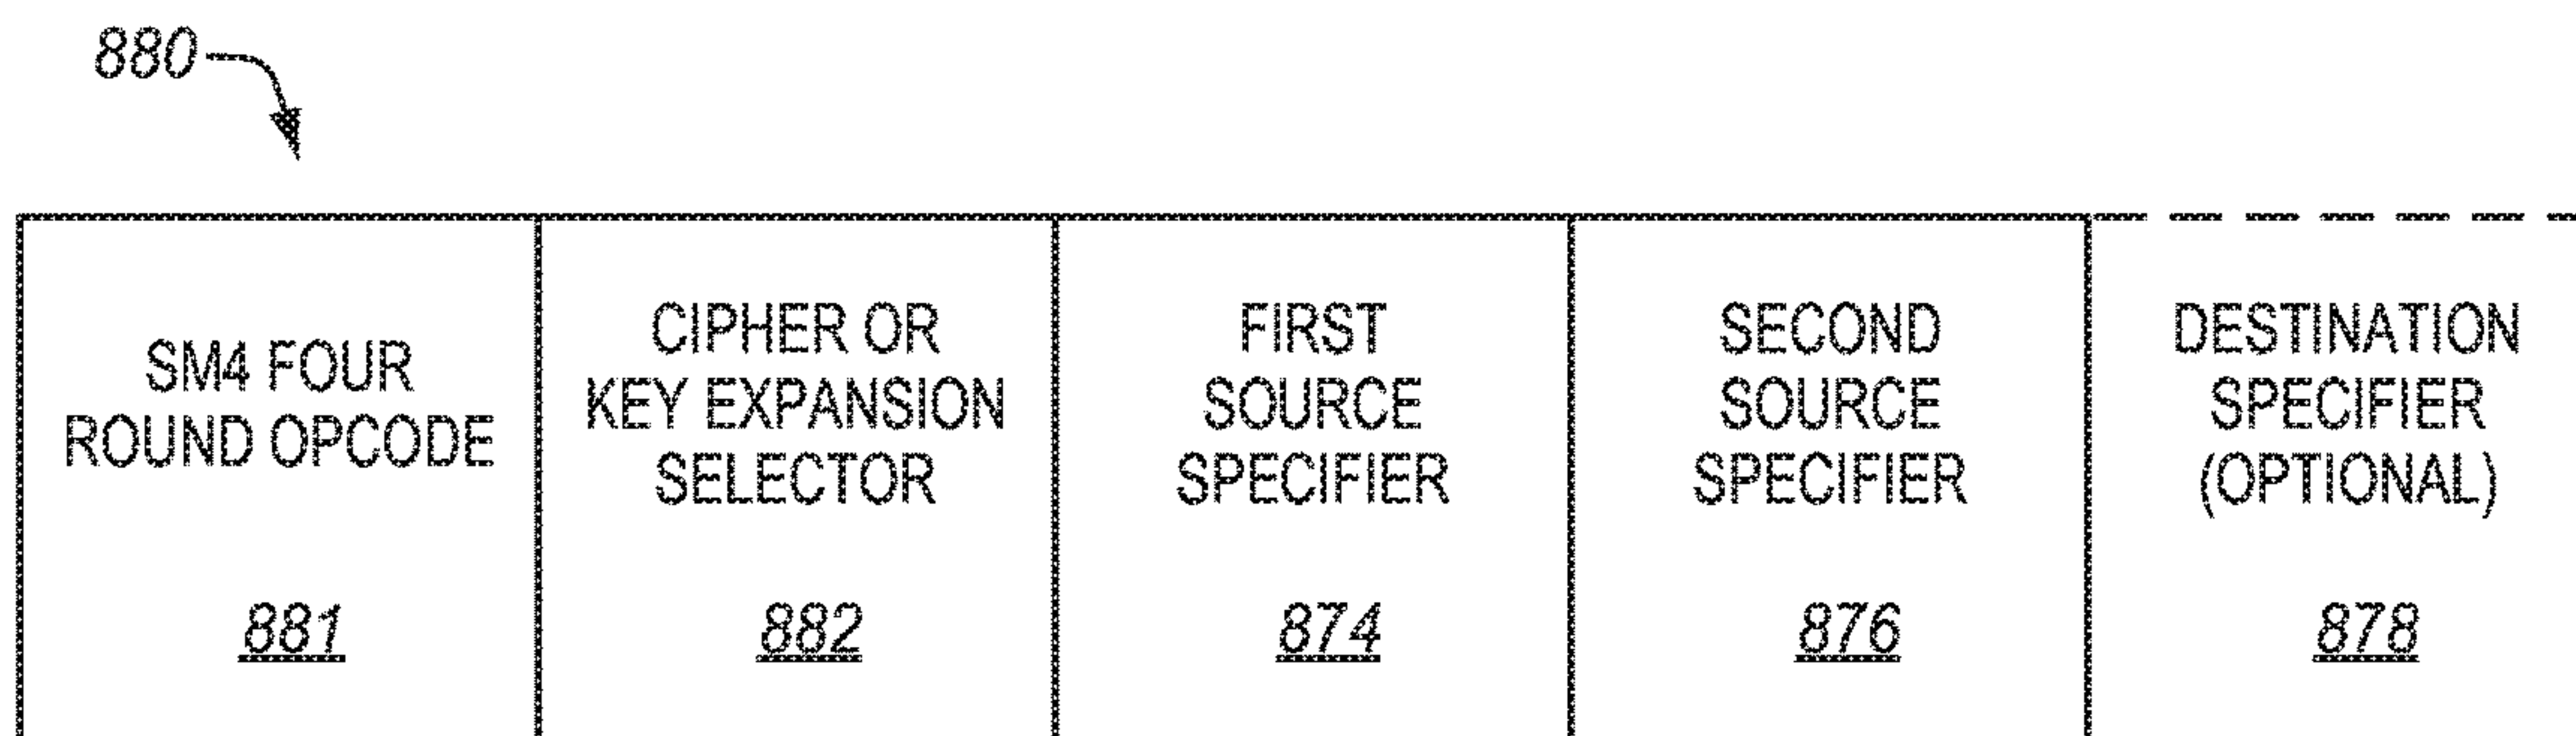 880
SM4 FOUR
ROUND OPCODE
881
CIPHER OR
KEY EXPANSION
SELECTOR
882
FIRST
SOURCE
SPECIFIER
874
SECOND
SOURCE
SPECIFIER
876
DESTINATION
SPECIFIER
(OPTIONAL)
878